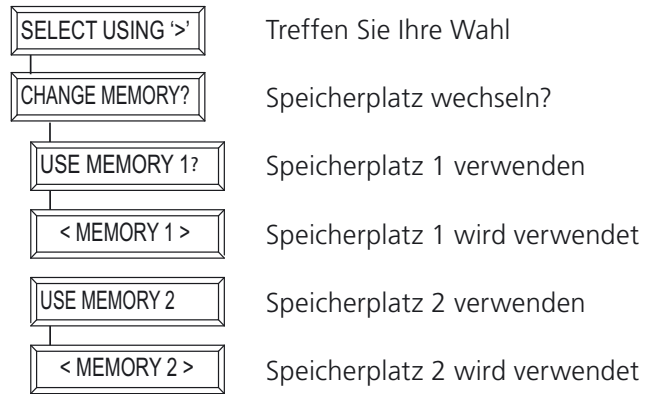 SELECT USING ‘>’ Treffen Sie Ihre Wahl
CHANGE MEMORY? Speicherplatz wechseln?
USE MEMORY 1? Speicherplatz 1 verwenden
< MEMORY 1 > Speicherplatz 1 wird verwendet
USE MEMORY 2 Speicherplatz 2 verwenden
< MEMORY 2 > Speicherplatz 2 wird verwendet